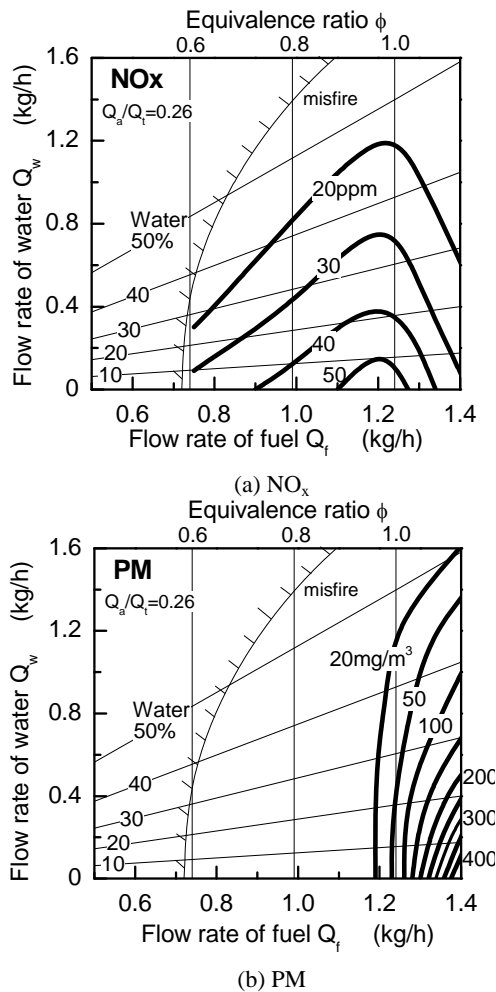 Equivalence ratio ϕ
0.6 0.8 1.0
1.6
NOx
Qa/Qt=0.26
misfire
1.2
20ppm
Water
50%
0.8
30
40
0.4
30
40
20
50
10
0
0.6 0.8 1.0 1.2 1.4
Flow rate of water Qw (kg/h)
Flow rate of fuel Qf (kg/h)
(a) NOx
Equivalence ratio ϕ
0.6 0.8 1.0
1.6
PM
Qa/Qt=0.26
misfire
1.2
20mg/m³
Water
50%
0.8
50
100
40
200
0.4
30
300
20
10
400
0
0.6 0.8 1.0 1.2 1.4
Flow rate of water Qw (kg/h)
Flow rate of fuel Qf (kg/h)
(b) PM